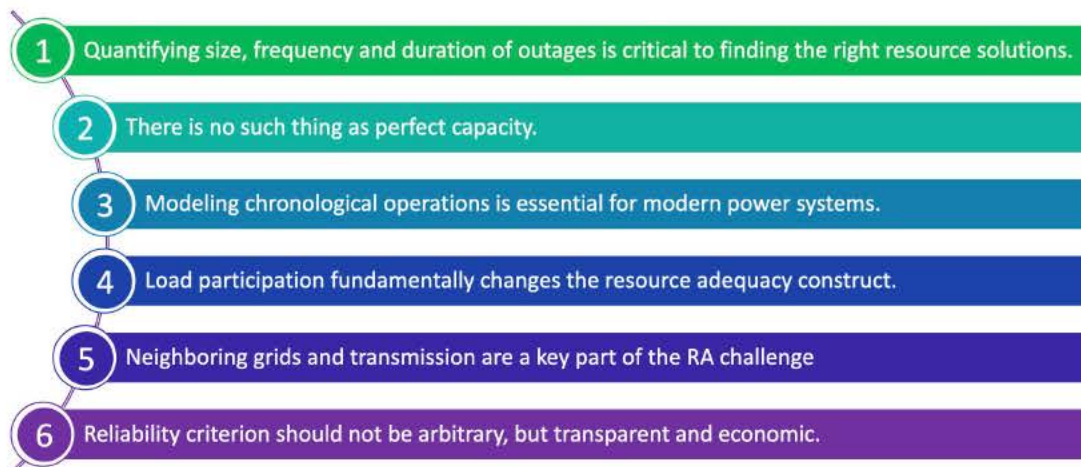 1 Quantifying size, frequency and duration of outages is critical to finding the right resource solutions.
2 There is no such thing as perfect capacity.
3 Modeling chronological operations is essential for modern power systems.
4 Load participation fundamentally changes the resource adequacy construct.
5 Neighboring grids and transmission are a key part of the RA challenge
6 Reliability criterion should not be arbitrary, but transparent and economic.